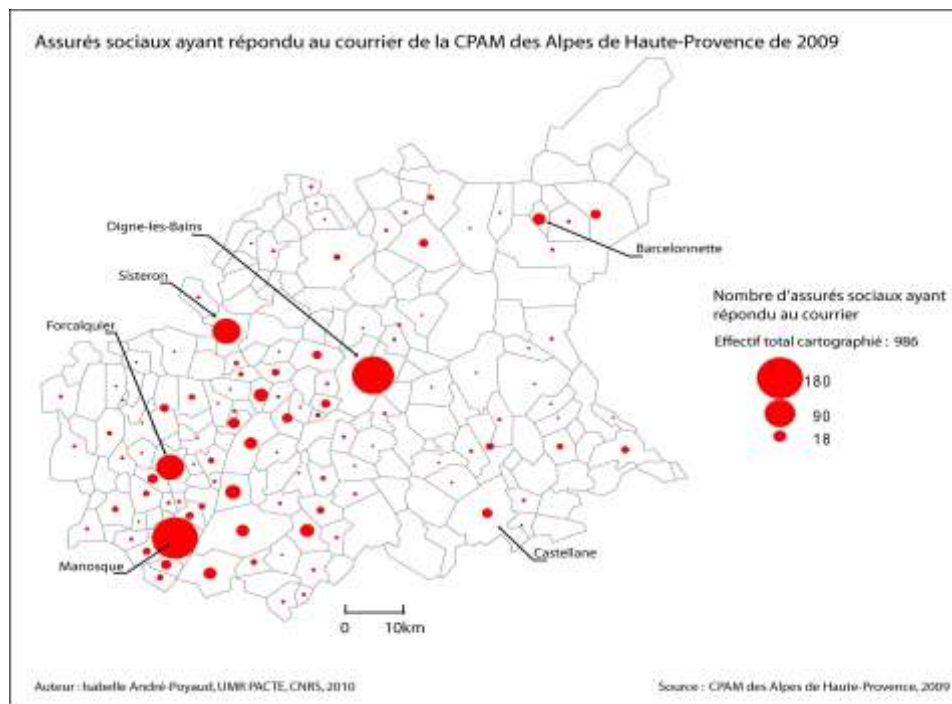 Assurés sociaux ayant répondu au courrier de la CPAM des Alpes de Haute-Provence de 2009
Digne-les-Bains
Sisteron
Forcalquier
Barcelonnette
Nombre d'assurés sociaux ayant
répondu au courrier
Effectif total cartographié : 986
180
90
18
Manosque
Castellane
0 10km
Auteur : Isabelle André-Poyaud, UMR PACTE, CNRS, 2010
Source : CPAM des Alpes de Haute-Provence, 2009